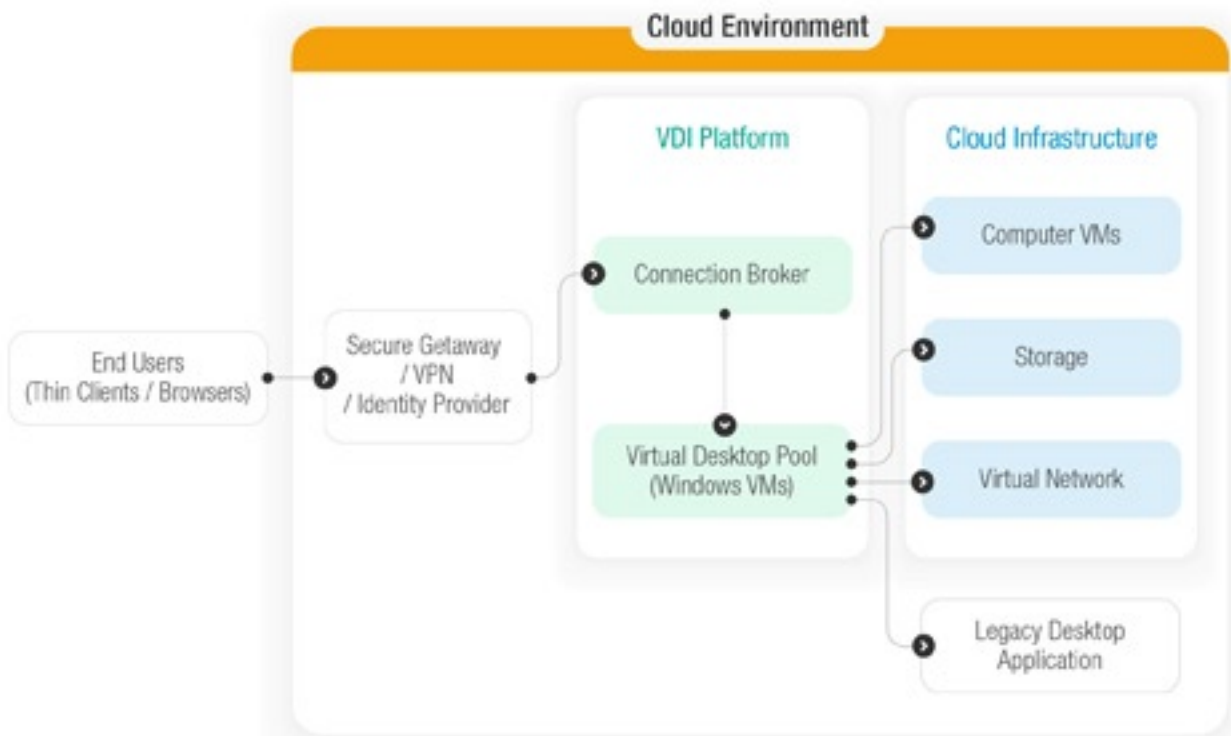 Cloud Environment
VDI Platform
Cloud Infrastructure
Computer VMs
Connection Broker
Secure Getaway
/ VPN
/ Identity Provider
End Users
(Thin Clients / Browsers)
Storage
Virtual Desktop Pool
(Windows VMs)
Virtual Network
Legacy Desktop
Application